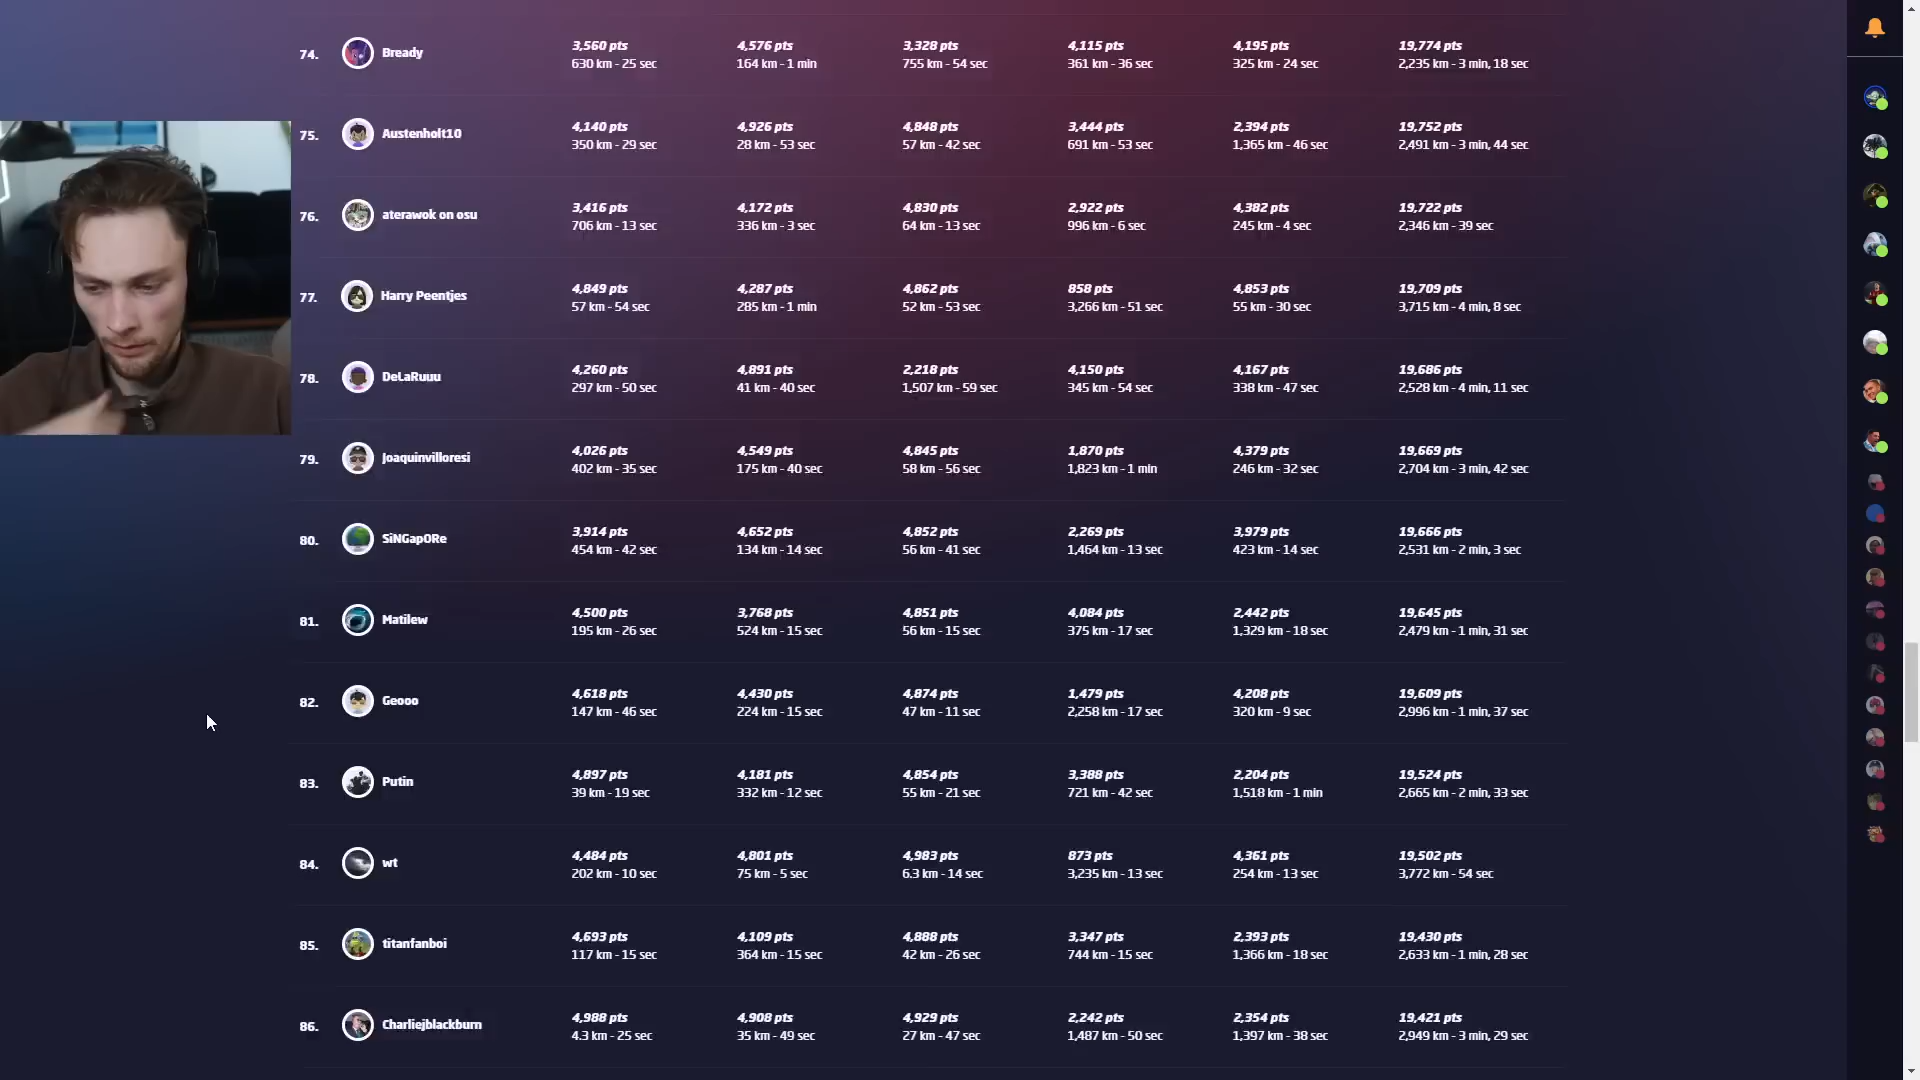 74. Bready 3,560 pts 4,576 pts 3,328 pts 4,115 pts 4,195 pts 19,774 pts
630 km - 25 sec 164 km - 1 min 755 km - 54 sec 361 km - 36 sec 325 km - 24 sec 2,235 km - 3 min, 18 sec
75. Austenholt10 4,140 pts 4,926 pts 4,848 pts 3,444 pts 2,394 pts 19,752 pts
350 km - 29 sec 28 km - 53 sec 57 km - 42 sec 691 km - 53 sec 1,365 km - 46 sec 2,491 km - 3 min, 44 sec
76. aterawok on osu 3,416 pts 4,172 pts 4,830 pts 2,922 pts 4,382 pts 19,722 pts
706 km - 13 sec 336 km - 3 sec 64 km - 13 sec 996 km - 6 sec 245 km - 4 sec 2,346 km - 39 sec
77. Harry Peentjes 4,849 pts 4,287 pts 4,862 pts 858 pts 4,853 pts 19,709 pts
57 km - 54 sec 285 km - 1 min 52 km - 53 sec 3,266 km - 51 sec 55 km - 30 sec 3,715 km - 4 min, 8 sec
78. DeLaRuuu 4,260 pts 4,891 pts 2,218 pts 4,150 pts 4,167 pts 19,686 pts
297 km - 50 sec 41 km - 40 sec 1,507 km - 59 sec 345 km - 54 sec 338 km - 47 sec 2,528 km - 4 min, 11 sec
79. Joaquinvilloresi 4,026 pts 4,549 pts 4,845 pts 1,870 pts 4,379 pts 19,669 pts
402 km - 35 sec 175 km - 40 sec 58 km - 56 sec 1,823 km - 1 min 246 km - 32 sec 2,704 km - 3 min, 42 sec
80. SiNGapORe 3,914 pts 4,652 pts 4,852 pts 2,269 pts 3,979 pts 19,666 pts
454 km - 42 sec 134 km - 14 sec 56 km - 41 sec 1,464 km - 13 sec 423 km - 14 sec 2,531 km - 2 min, 3 sec
81. Matilew 4,500 pts 3,768 pts 4,851 pts 4,084 pts 2,442 pts 19,645 pts
195 km - 26 sec 524 km - 15 sec 56 km - 15 sec 375 km - 17 sec 1,329 km - 18 sec 2,479 km - 1 min, 31 sec
82. Geooo 4,618 pts 4,430 pts 4,874 pts 1,479 pts 4,208 pts 19,609 pts
147 km - 46 sec 224 km - 15 sec 47 km - 11 sec 2,258 km - 17 sec 320 km - 9 sec 2,996 km - 1 min, 37 sec
83. Putin 4,897 pts 4,181 pts 4,854 pts 3,388 pts 2,204 pts 19,524 pts
39 km - 19 sec 332 km - 12 sec 55 km - 21 sec 721 km - 42 sec 1,518 km - 1 min 2,665 km - 2 min, 33 sec
84. wt 4,484 pts 4,801 pts 4,983 pts 873 pts 4,361 pts 19,502 pts
202 km - 10 sec 75 km - 5 sec 6.3 km - 14 sec 3,235 km - 13 sec 254 km - 13 sec 3,772 km - 54 sec
85. titanfanboi 4,693 pts 4,109 pts 4,888 pts 3,347 pts 2,393 pts 19,430 pts
117 km - 15 sec 364 km - 15 sec 42 km - 26 sec 744 km - 15 sec 1,366 km - 18 sec 2,633 km - 1 min, 28 sec
86. Charliejblackburn 4,988 pts 4,908 pts 4,929 pts 2,242 pts 2,354 pts 19,421 pts
4.3 km - 25 sec 35 km - 49 sec 27 km - 47 sec 1,487 km - 50 sec 1,397 km - 38 sec 2,949 km - 3 min, 29 sec